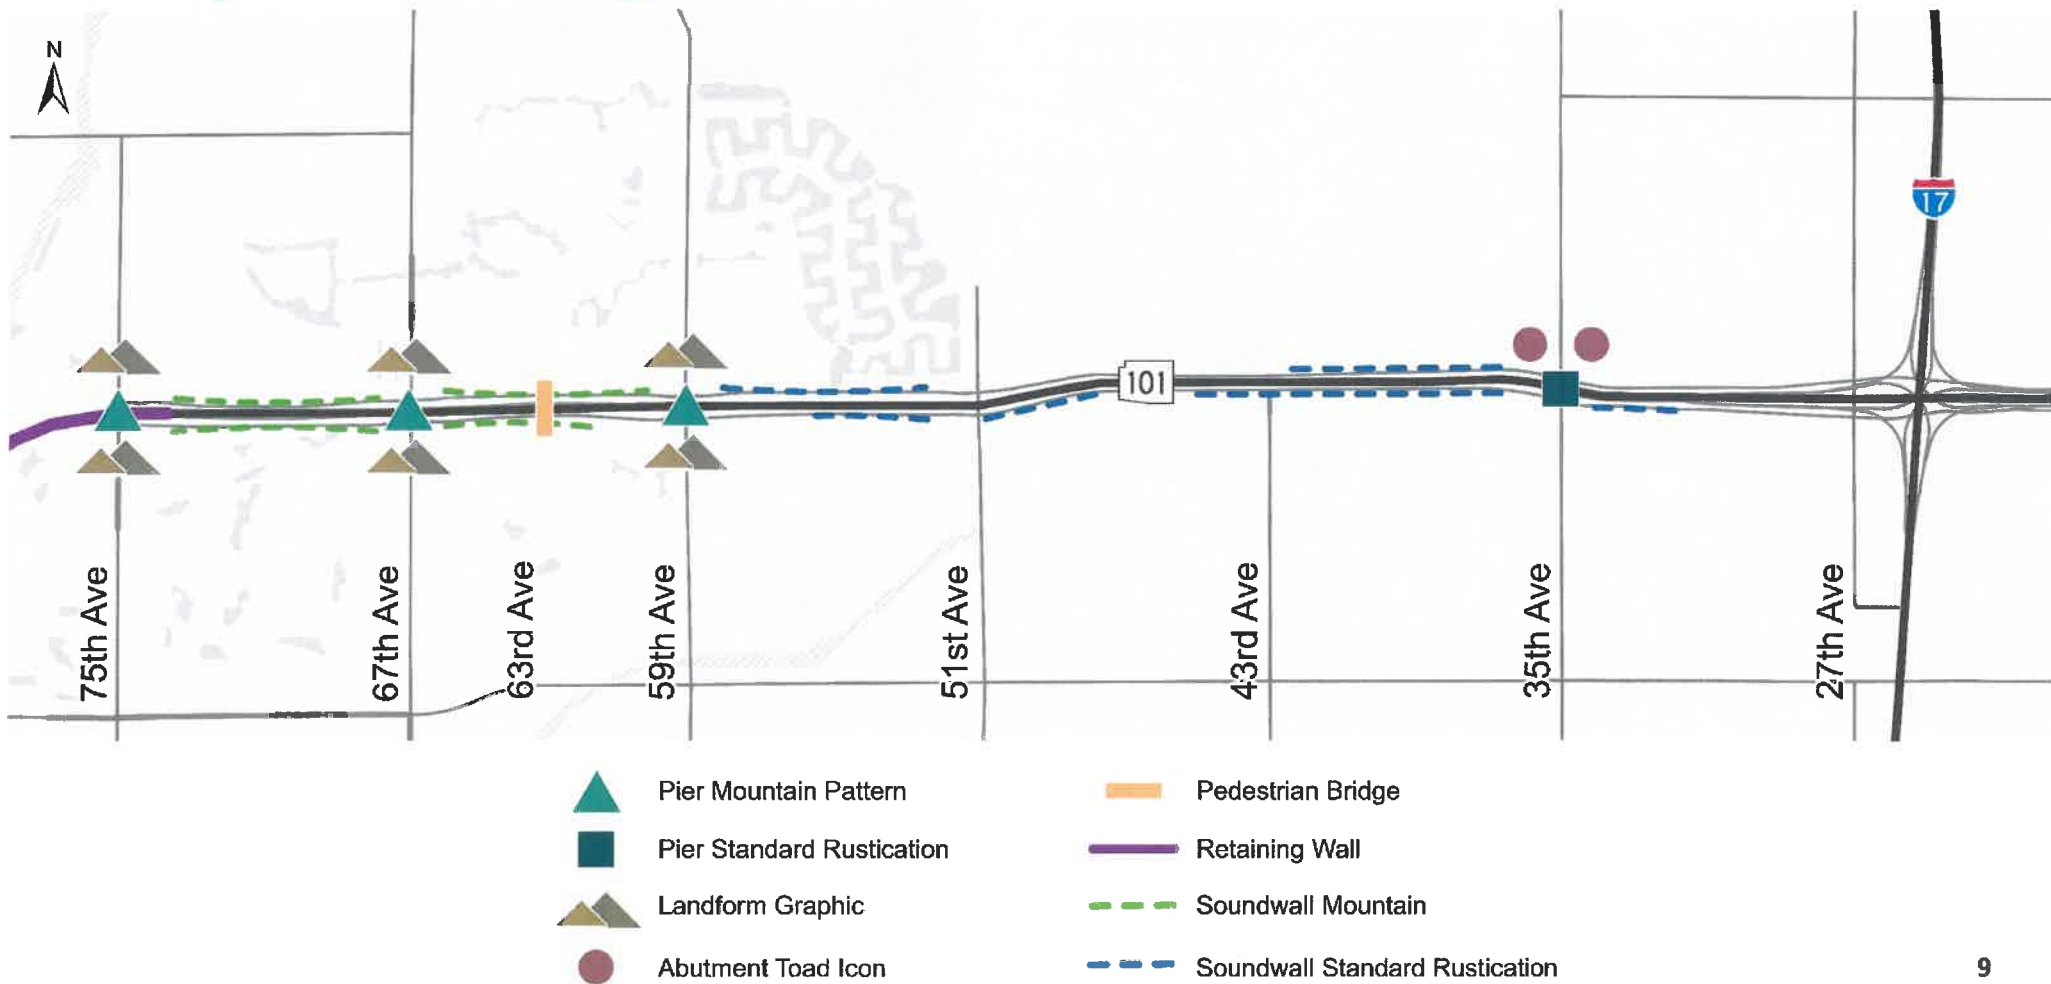 N
17
101
75th Ave
67th Ave
63rd Ave
59th Ave
51st Ave
43rd Ave
35th Ave
27th Ave
Pier Mountain Pattern
Pedestrian Bridge
Pier Standard Rustication
Retaining Wall
Landform Graphic
Soundwall Mountain
Abutment Toad Icon
Soundwall Standard Rustication
9